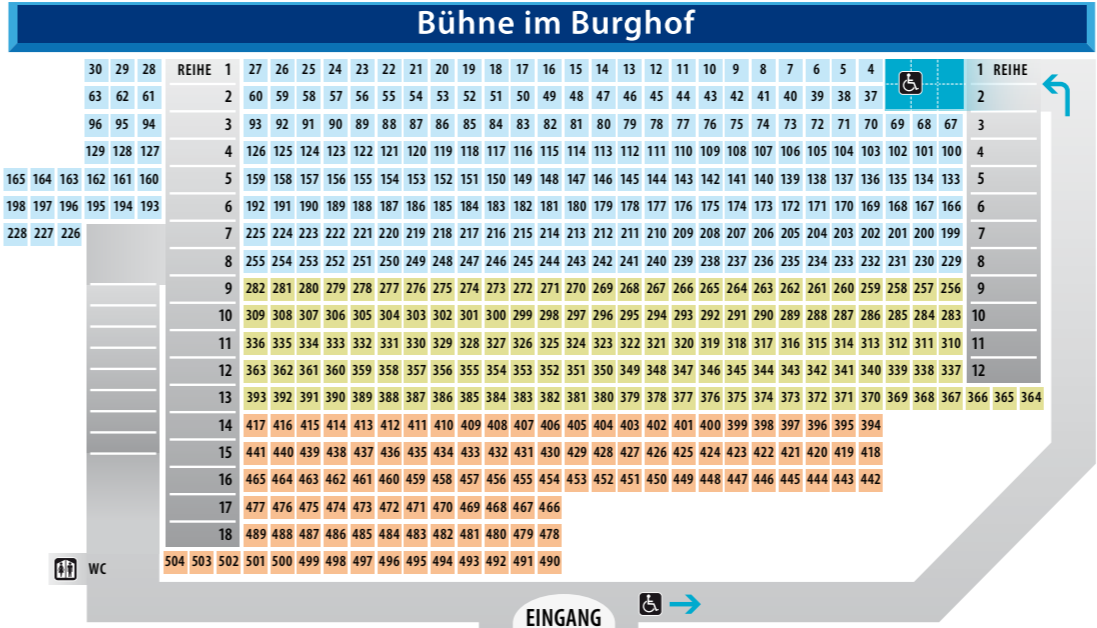 Bühne im Burghof
30 29 28 REIHE 1 27 26 25 24 23 22 21 20 19 18 17 16 15 14 13 12 11 10 9 8 7 6 5 4 1 REIHE
63 62 61 2 60 59 58 57 56 55 54 53 52 51 50 49 48 47 46 45 44 43 42 41 40 39 38 37 2
96 95 94 3 93 92 91 90 89 88 87 86 85 84 83 82 81 80 79 78 77 76 75 74 73 72 71 70 69 68 67 3
129 128 127 4 126 125 124 123 122 121 120 119 118 117 116 115 114 113 112 111 110 109 108 107 106 105 104 103 102 101 100 4
165 164 163 162 161 160 5 159 158 157 156 155 154 153 152 151 150 149 148 147 146 145 144 143 142 141 140 139 138 137 136 135 134 133 5
198 197 196 195 194 193 6 192 191 190 189 188 187 186 185 184 183 182 181 180 179 178 177 176 175 174 173 172 171 170 169 168 167 166 6
228 227 226 7 225 224 223 222 221 220 219 218 217 216 215 214 213 212 211 210 209 208 207 206 205 204 203 202 201 200 199 7
8 255 254 253 252 251 250 249 248 247 246 245 244 243 242 241 240 239 238 237 236 235 234 233 232 231 230 229 8
9 282 281 280 279 278 277 276 275 274 273 272 271 270 269 268 267 266 265 264 263 262 261 260 259 258 257 256 9
10 309 308 307 306 305 304 303 302 301 300 299 298 297 296 295 294 293 292 291 290 289 288 287 286 285 284 283 10
11 336 335 334 333 332 331 330 329 328 327 326 325 324 323 322 321 320 319 318 317 316 315 314 313 312 311 310 11
12 363 362 361 360 359 358 357 356 355 354 353 352 351 350 349 348 347 346 345 344 343 342 341 340 339 338 337 12
13 393 392 391 390 389 388 387 386 385 384 383 382 381 380 379 378 377 376 375 374 373 372 371 370 369 368 367 366 365 364
14 417 416 415 414 413 412 411 410 409 408 407 406 405 404 403 402 401 400 399 398 397 396 395 394
15 441 440 439 438 437 436 435 434 433 432 431 430 429 428 427 426 425 424 423 422 421 420 419 418
16 465 464 463 462 461 460 459 458 457 456 455 454 453 452 451 450 449 448 447 446 445 444 443 442
17 477 476 475 474 473 472 471 470 469 468 467 466
18 489 488 487 486 485 484 483 482 481 480 479 478
504 503 502 501 500 499 498 497 496 495 494 493 492 491 490
WC
EINGANG